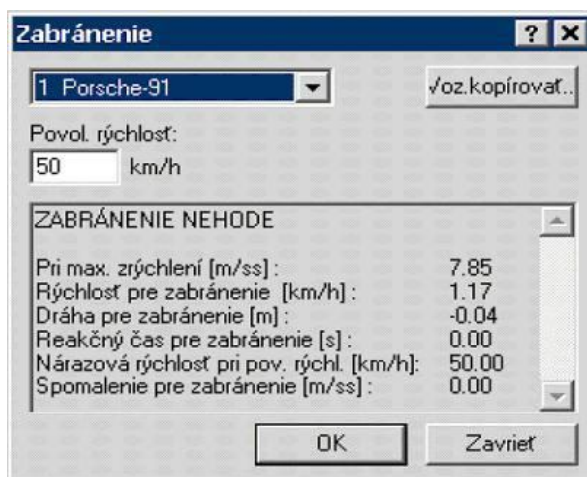 Zabránenie
1 Porsche-91
/oz.kopírovať..
Povol. rýchlosť:
50 km/h
ZABRÁNENIE NEHODE
Pri max. zrýchlení [m/ss] : 7.85
Rýchlosť pre zabránenie [km/h] : 1.17
Dráha pre zabránenie [m] : -0.04
Reakčný čas pre zabránenie [s] : 0.00
Nárazová rýchlosť pri pov. rýchl. [km/h]: 50.00
Spomalenie pre zabránenie [m/ss] : 0.00
OK
Zavrieť